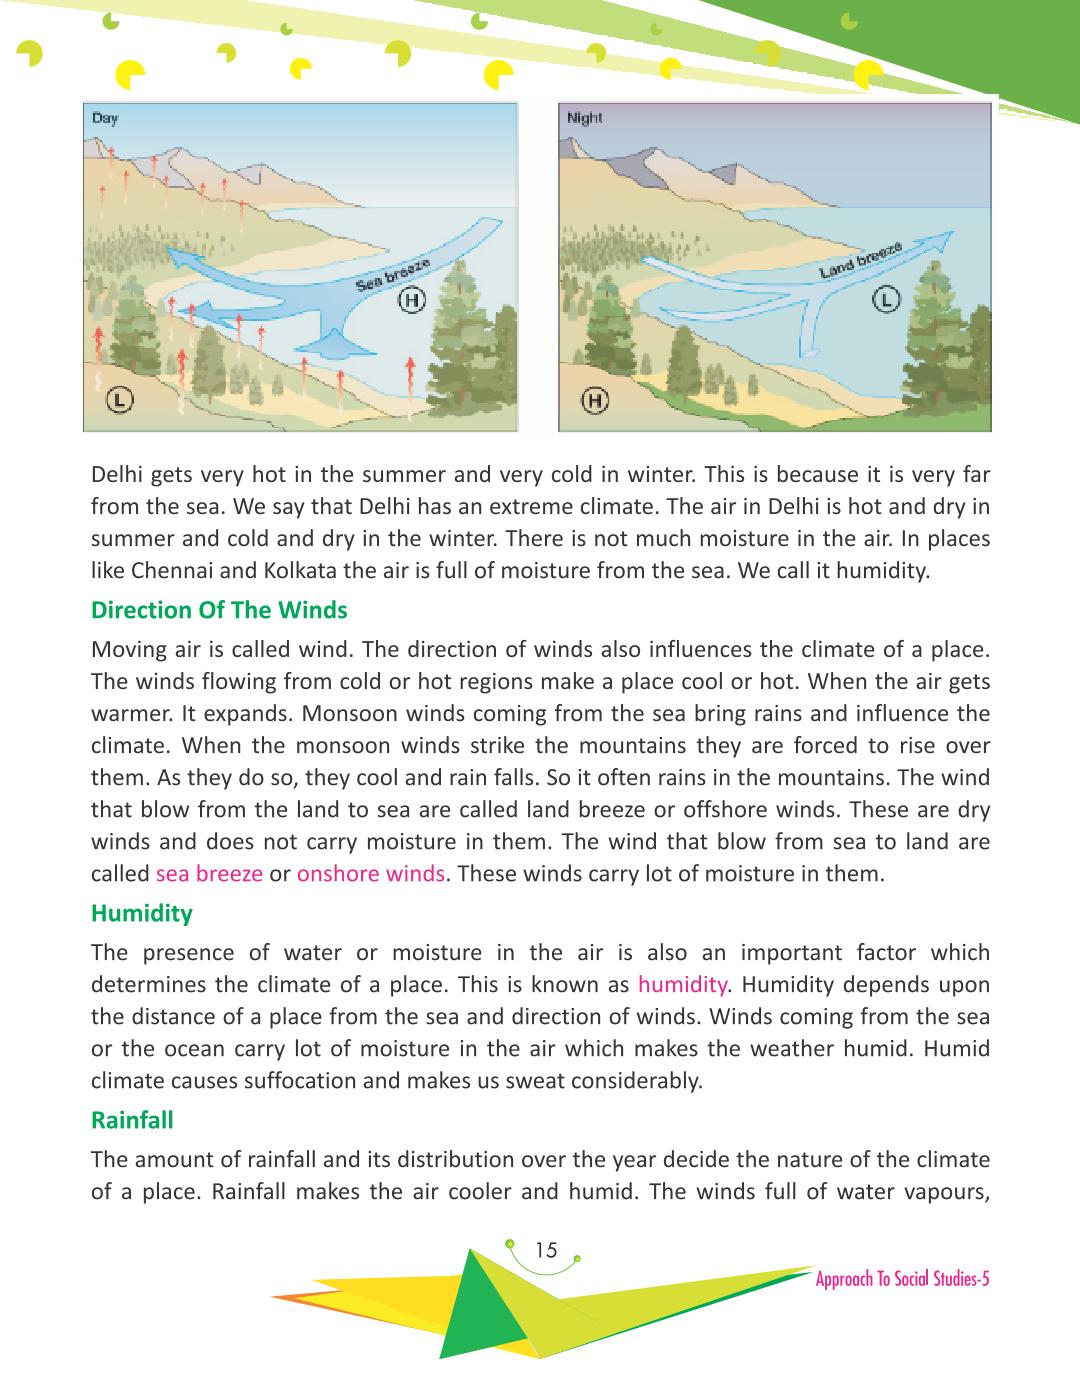 Day
Sea breeze
H
L
Night
Land breeze
L
H
Delhi gets very hot in the summer and very cold in winter. This is because it is very far
from the sea. We say that Delhi has an extreme climate. The air in Delhi is hot and dry in
summer and cold and dry in the winter. There is not much moisture in the air. In places
like Chennai and Kolkata the air is full of moisture from the sea. We call it humidity.
Direction Of The Winds
Moving air is called wind. The direction of winds also influences the climate of a place.
The winds flowing from cold or hot regions make a place cool or hot. When the air gets
warmer. It expands. Monsoon winds coming from the sea bring rains and influence the
climate. When the monsoon winds strike the mountains they are forced to rise over
them. As they do so, they cool and rain falls. So it often rains in the mountains. The wind
that blow from the land to sea are called land breeze or offshore winds. These are dry
winds and does not carry moisture in them. The wind that blow from sea to land are
called sea breeze or onshore winds. These winds carry lot of moisture in them.
Humidity
The presence of water or moisture in the air is also an important factor which
determines the climate of a place. This is known as humidity. Humidity depends upon
the distance of a place from the sea and direction of winds. Winds coming from the sea
or the ocean carry lot of moisture in the air which makes the weather humid. Humid
climate causes suffocation and makes us sweat considerably.
Rainfall
The amount of rainfall and its distribution over the year decide the nature of the climate
of a place. Rainfall makes the air cooler and humid. The winds full of water vapours,
15
Approach To Social Studies-5